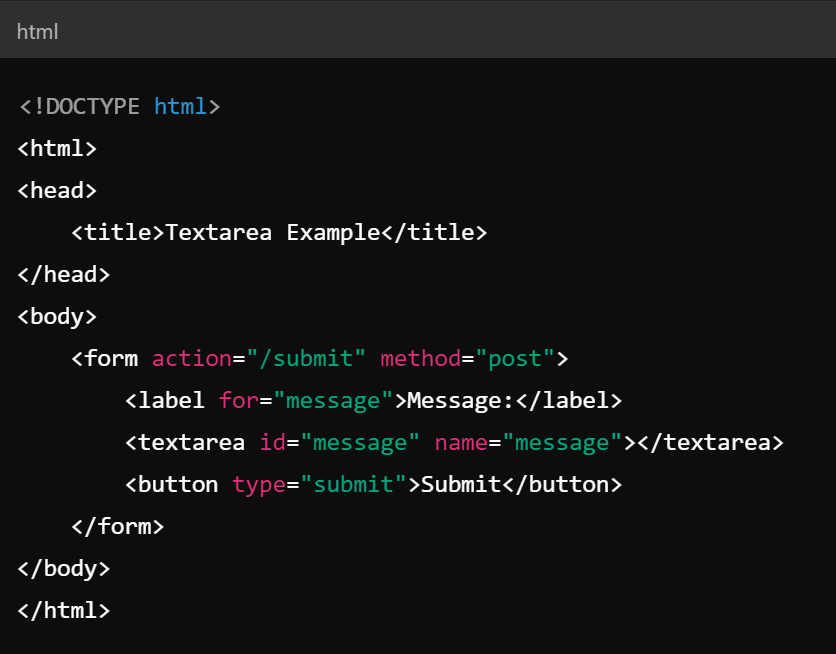 html
<!DOCTYPE html>
<html>
<head>
    <title>Textarea Example</title>
</head>
<body>
    <form action="/submit" method="post">
        <label for="message">Message:</label>
        <textarea id="message" name="message"></textarea>
        <button type="submit">Submit</button>
    </form>
</body>
</html>